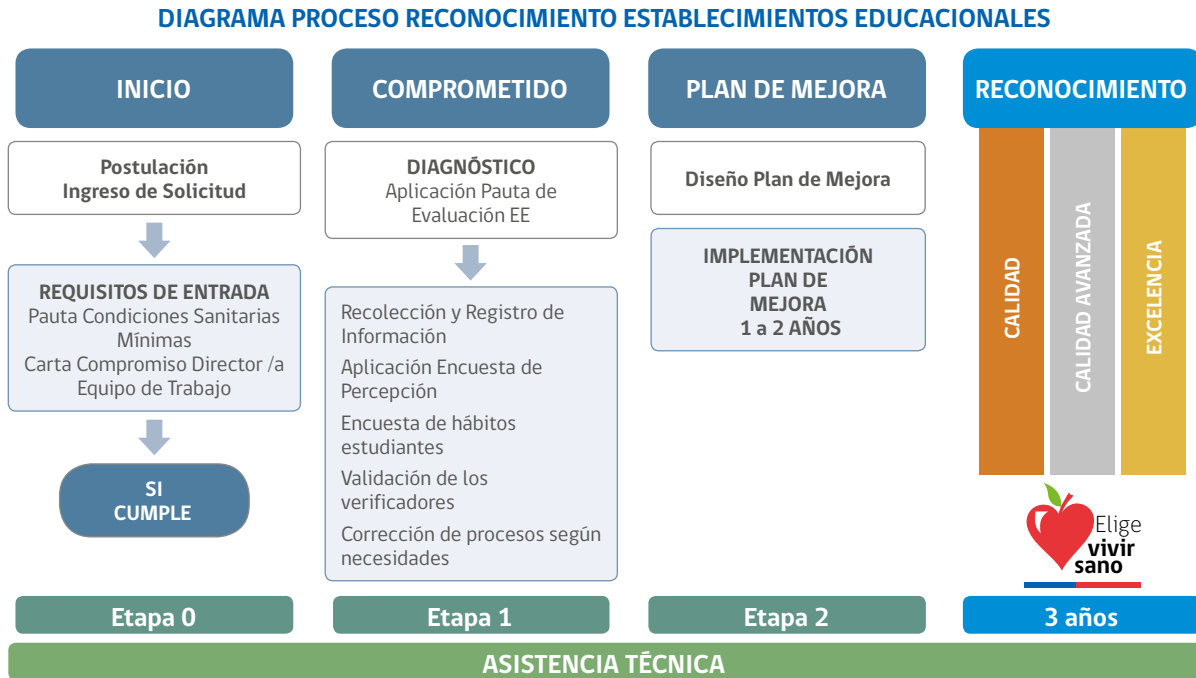 DIAGRAMA PROCESO RECONOCIMIENTO ESTABLECIMIENTOS EDUCACIONALES
INICIO
Postulación
Ingreso de Solicitud
REQUISITOS DE ENTRADA
Pauta Condiciones Sanitarias
Mínimas
Carta Compromiso Director /a
Equipo de Trabajo
SI
CUMPLE
Etapa 0
COMPROMETIDO
DIAGNÓSTICO
Aplicación Pauta de
Evaluación EE
Recolección y Registro de
Información
Aplicación Encuesta de
Percepción
Encuesta de hábitos
estudiantes
Validación de los
verificadores
Corrección de procesos según
necesidades
Etapa 1
PLAN DE MEJORA
Diseño Plan de Mejora
IMPLEMENTACIÓN
PLAN DE
MEJORA
1 a 2 AÑOS
Etapa 2
RECONOCIMIENTO
CALIDAD
CALIDAD AVANZADA
EXCELENCIA
Elige
vivir
sano
3 años
ASISTENCIA TÉCNICA